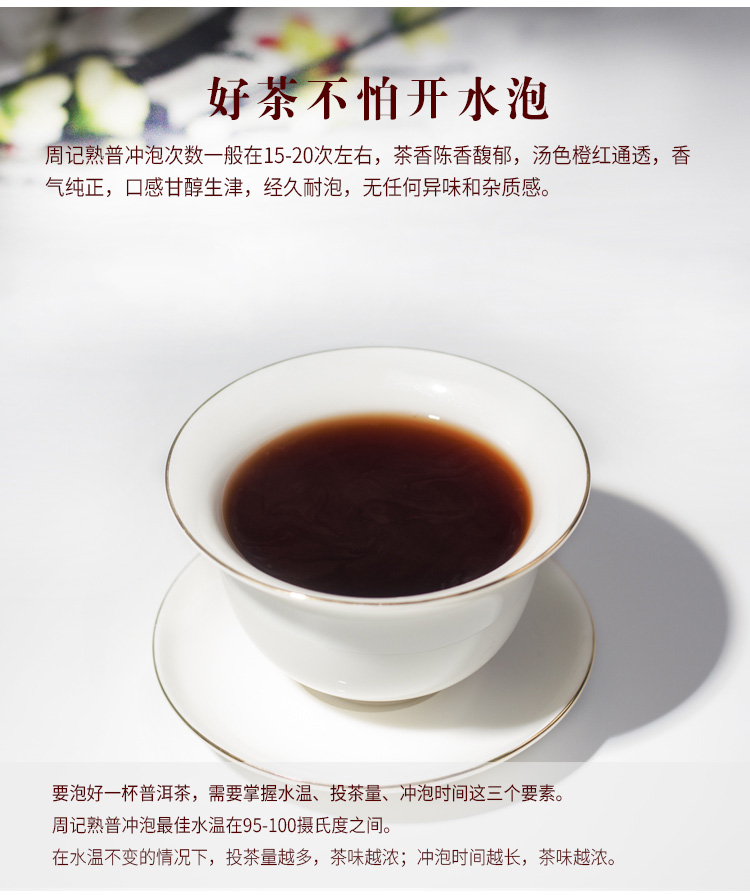 好茶不怕开水泡
周记熟普冲泡次数一般在15-20次左右，茶香陈香馥郁，汤色橙红通透，香
气纯正，口感甘醇生津，经久耐泡，无任何异味和杂质感。
要泡好一杯普洱茶，需要掌握水温、投茶量、冲泡时间这三个要素。
周记熟普冲泡最佳水温在95-100摄氏度之间。
在水温不变的情况下，投茶量越多，茶味越浓；冲泡时间越长，茶味越浓。